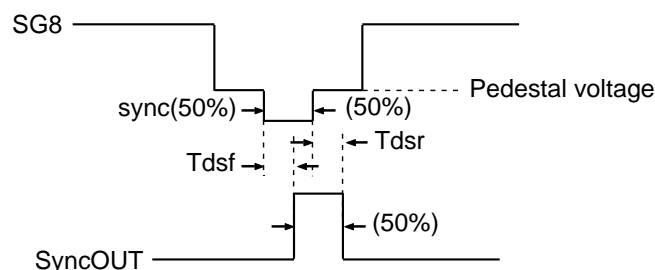 SG8
Pedestal voltage
sync(50%) (50%)
Tdsr
Tdsf
(50%)
SyncOUT